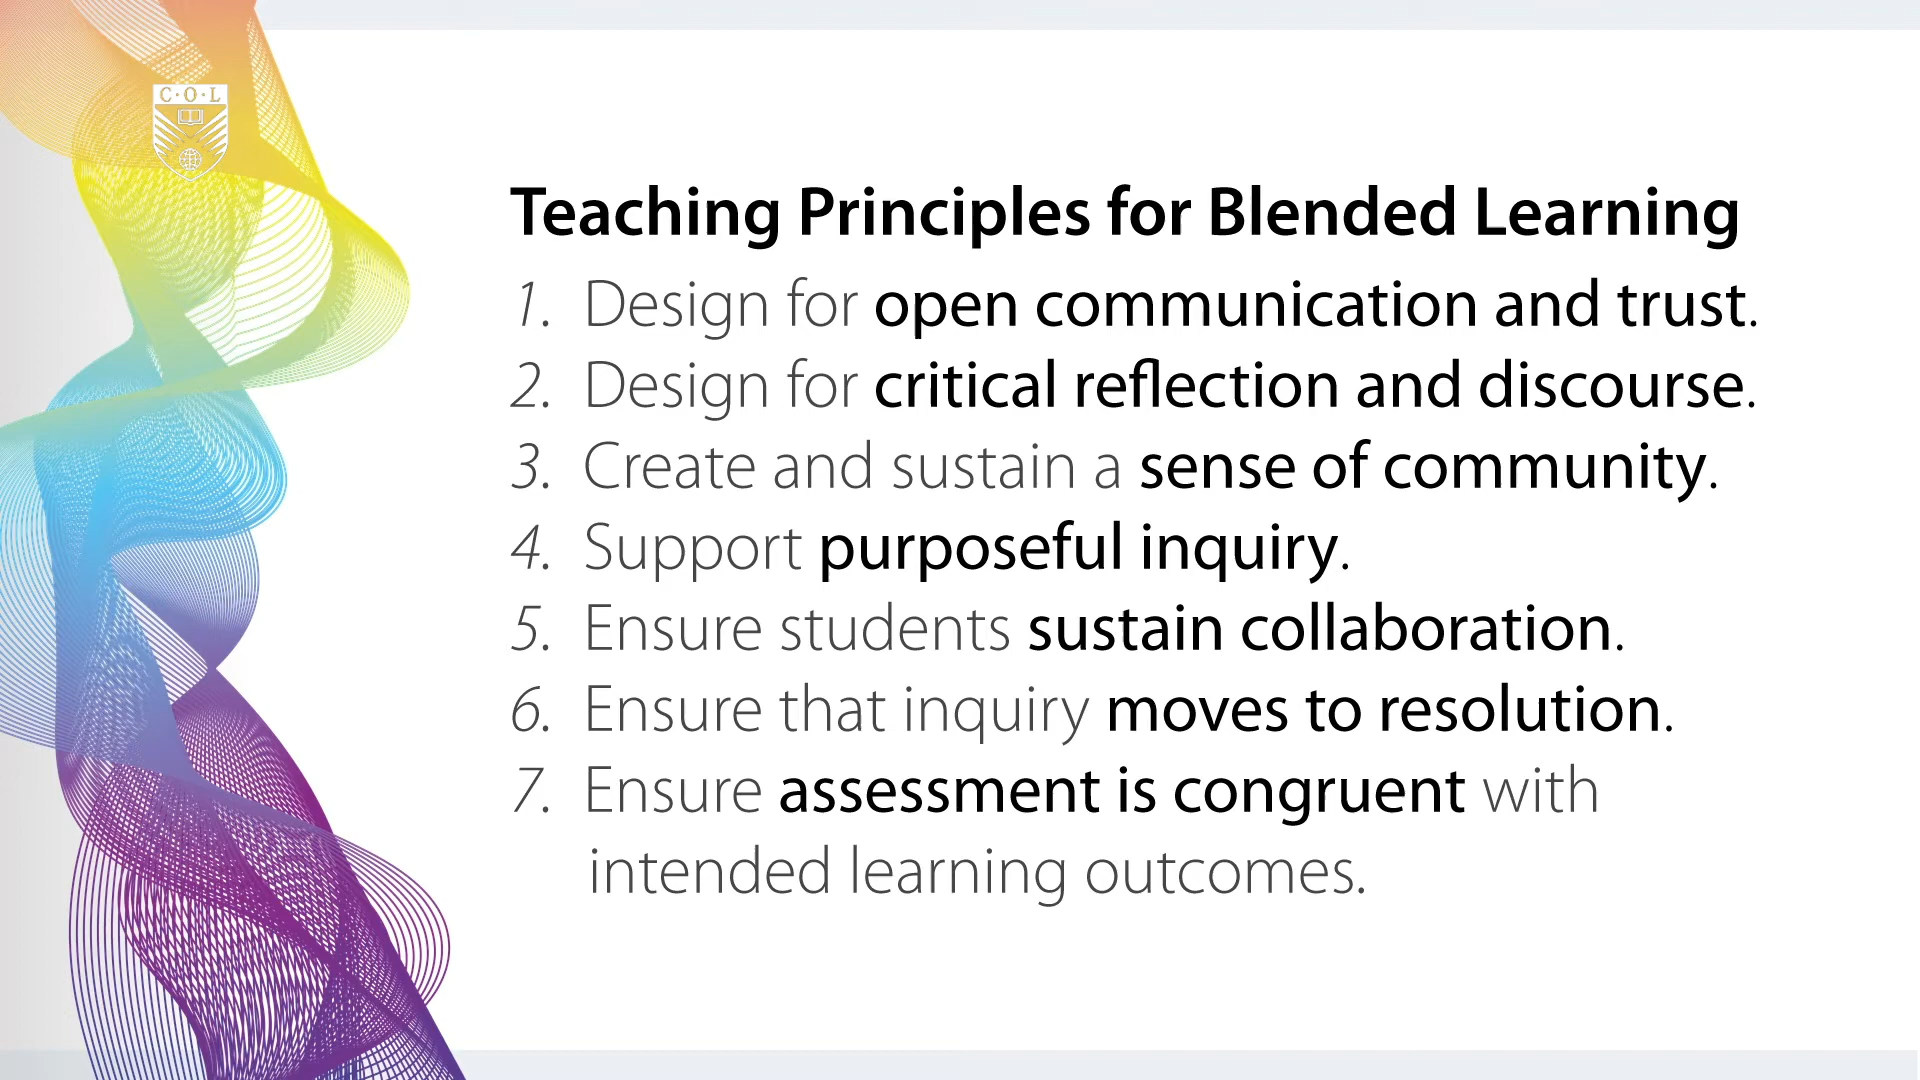 C·O·L
Teaching Principles for Blended Learning
1. Design for open communication and trust.
2. Design for critical reflection and discourse.
3. Create and sustain a sense of community.
4. Support purposeful inquiry.
5. Ensure students sustain collaboration.
6. Ensure that inquiry moves to resolution.
7. Ensure assessment is congruent with
intended learning outcomes.